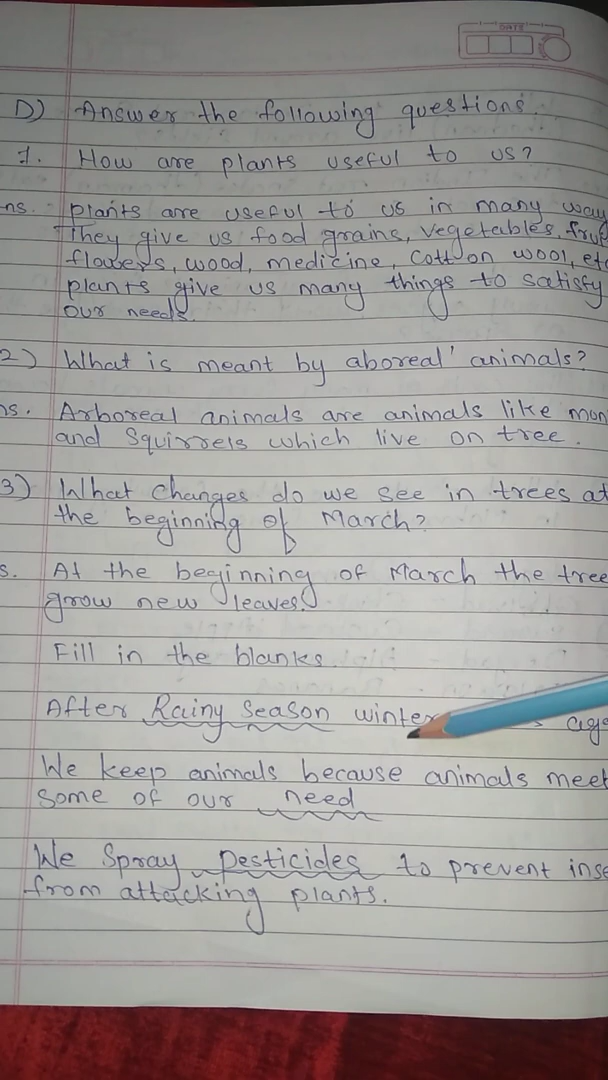 DATE
D) Answer the following questions.
1. How are plants useful to us?
ns. plants are useful to us in many way
They give us food grains, vegetables, fruf
flowers, wood, medicine, cotton wool, etc
plants give us many things to satisfy
our needs.
2) What is meant by aboreal' animals?
ns. Arboreal animals are animals like mon
and Squirrels which live on tree.
3) What changes do we see in trees at
the beginning of March?
s. At the beginning of March the tree
grow new leaves.
Fill in the blanks
After Rainy season winter
We keep animals because animals meet
some of our need
We Spray pesticides to prevent inse
from attacking plants.